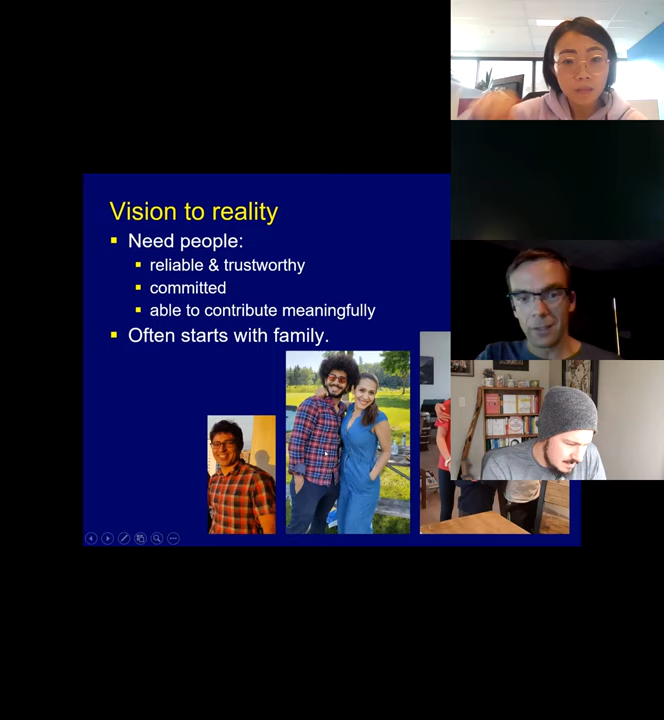 Vision to reality
Need people:
reliable & trustworthy
committed
able to contribute meaningfully
Often starts with family.